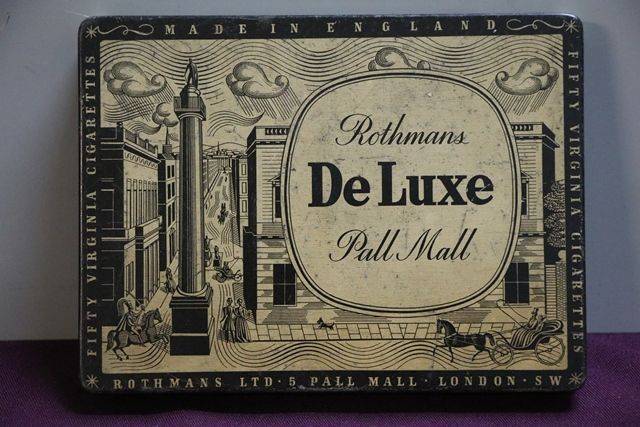 MADE IN ENGLAND
FIFTY VIRGINIA CIGARETTES
Rothmans
De Luxe
Pall Mall
FIFTY VIRGINIA CIGARETTES
ROTHMANS LTD · 5 PALL MALL · LONDON · SW